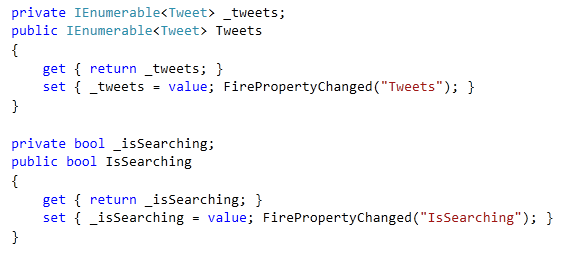 private IEnumerable<Tweet> _tweets;
public IEnumerable<Tweet> Tweets
{
    get { return _tweets; }
    set { _tweets = value; FirePropertyChanged("Tweets"); }
}

private bool _isSearching;
public bool IsSearching
{
    get { return _isSearching; }
    set { _isSearching = value; FirePropertyChanged("IsSearching"); }
}